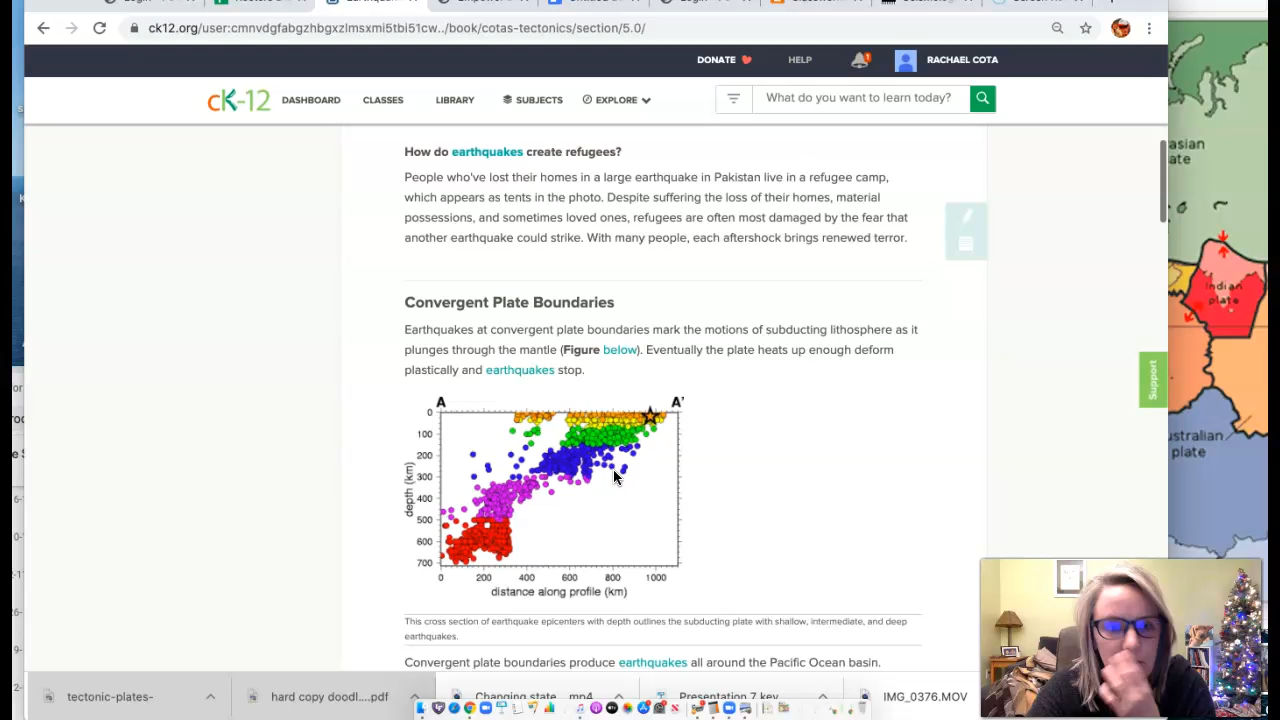 ck12.org/user:cmnvdgfabgzhbgxzlmsxmi5tbi51cw../book/cotas-tectonics/section/5.0/
DONATE HELP 1 RACHAEL COTA
cK-12 DASHBOARD CLASSES LIBRARY SUBJECTS EXPLORE What do you want to learn today?
How do earthquakes create refugees?
People who've lost their homes in a large earthquake in Pakistan live in a refugee camp,
which appears as tents in the photo. Despite suffering the loss of their homes, material
possessions, and sometimes loved ones, refugees are often most damaged by the fear that
another earthquake could strike. With many people, each aftershock brings renewed terror.
Convergent Plate Boundaries
Earthquakes at convergent plate boundaries mark the motions of subducting lithosphere as it
plunges through the mantle (Figure below). Eventually the plate heats up enough deform
plastically and earthquakes stop.
A A'
0
100
200
300
400
500
600
700
depth (km)
0 200 400 600 800 1000
distance along profile (km)
This cross section of earthquake epicenters with depth outlines the subducting plate with shallow, intermediate, and deep
earthquakes.
Convergent plate boundaries produce earthquakes all around the Pacific Ocean basin.
Support
asian
ate
Indian
plate
ustralian
plate
tectonic-plates- hard copy doodl....pdf Changing state ....mp4 Presentation 7.key IMG_0376.MOV